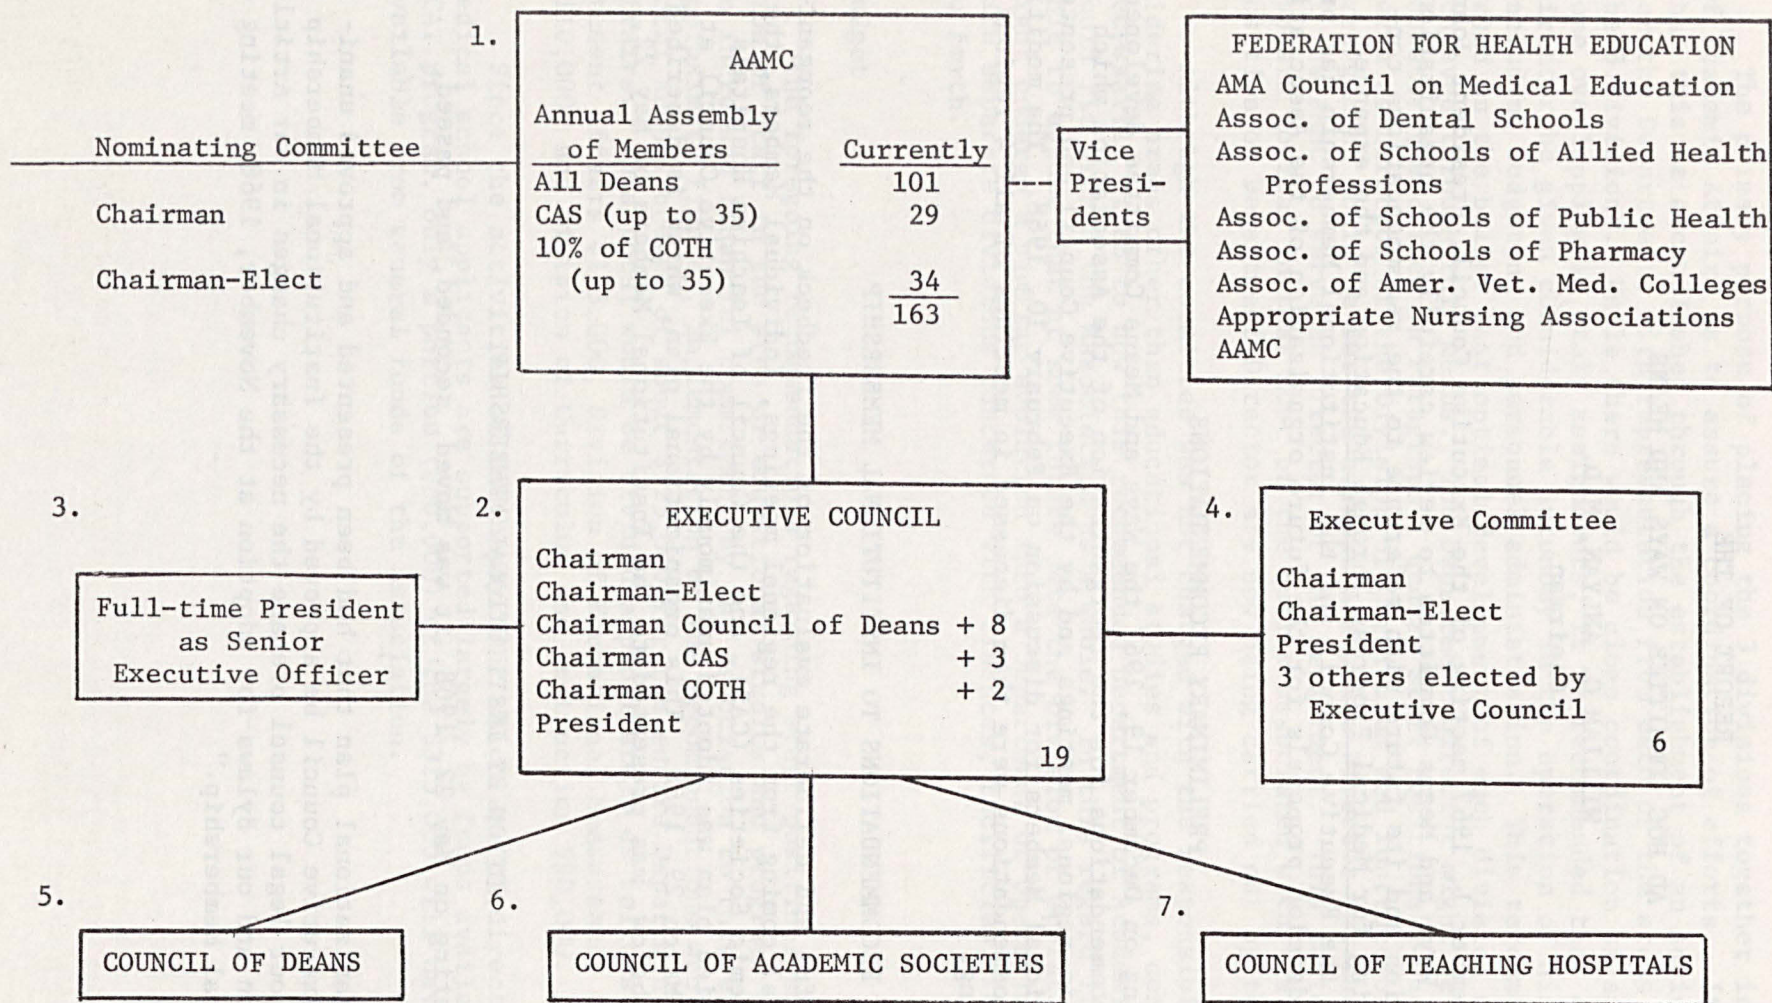 1.
AAMC
Annual Assembly
of Members
Currently
All Deans 101
CAS (up to 35) 29
10% of COTH
(up to 35) 34
163
Nominating Committee
Chairman
Chairman-Elect
Vice
Presi-
dents
FEDERATION FOR HEALTH EDUCATION
AMA Council on Medical Education
Assoc. of Dental Schools
Assoc. of Schools of Allied Health
Professions
Assoc. of Schools of Public Health
Assoc. of Schools of Pharmacy
Assoc. of Amer. Vet. Med. Colleges
Appropriate Nursing Associations
AAMC
3.
Full-time President
as Senior
Executive Officer
2.
EXECUTIVE COUNCIL
Chairman
Chairman-Elect
Chairman Council of Deans + 8
Chairman CAS + 3
Chairman COTH + 2
President
19
4.
Executive Committee
Chairman
Chairman-Elect
President
3 others elected by
Executive Council
6
5.
COUNCIL OF DEANS
6.
COUNCIL OF ACADEMIC SOCIETIES
7.
COUNCIL OF TEACHING HOSPITALS